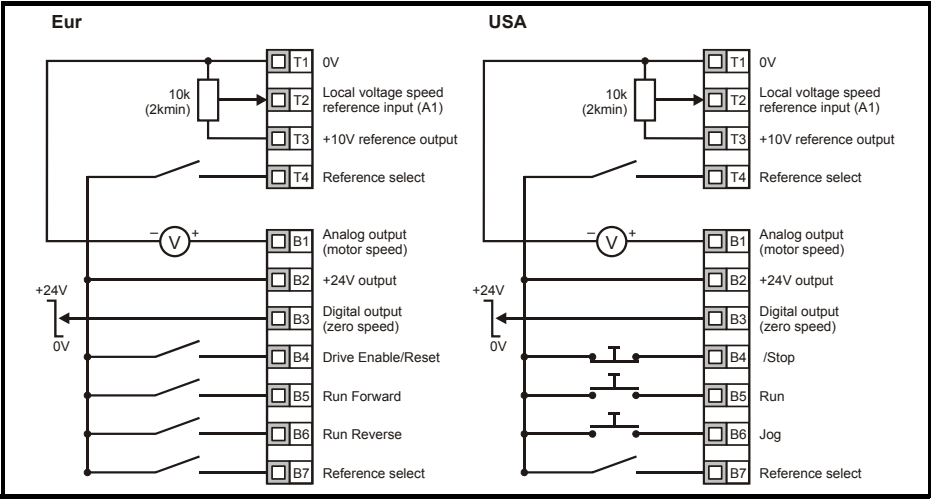 Eur
10k
(2kmin)
T1 0V
T2 Local voltage speed
reference input (A1)
T3 +10V reference output
T4 Reference select
− V +
B1 Analog output
(motor speed)
B2 +24V output
+24V
0V
B3 Digital output
(zero speed)
B4 Drive Enable/Reset
B5 Run Forward
B6 Run Reverse
B7 Reference select
USA
10k
(2kmin)
T1 0V
T2 Local voltage speed
reference input (A1)
T3 +10V reference output
T4 Reference select
− V +
B1 Analog output
(motor speed)
B2 +24V output
+24V
0V
B3 Digital output
(zero speed)
B4 /Stop
B5 Run
B6 Jog
B7 Reference select